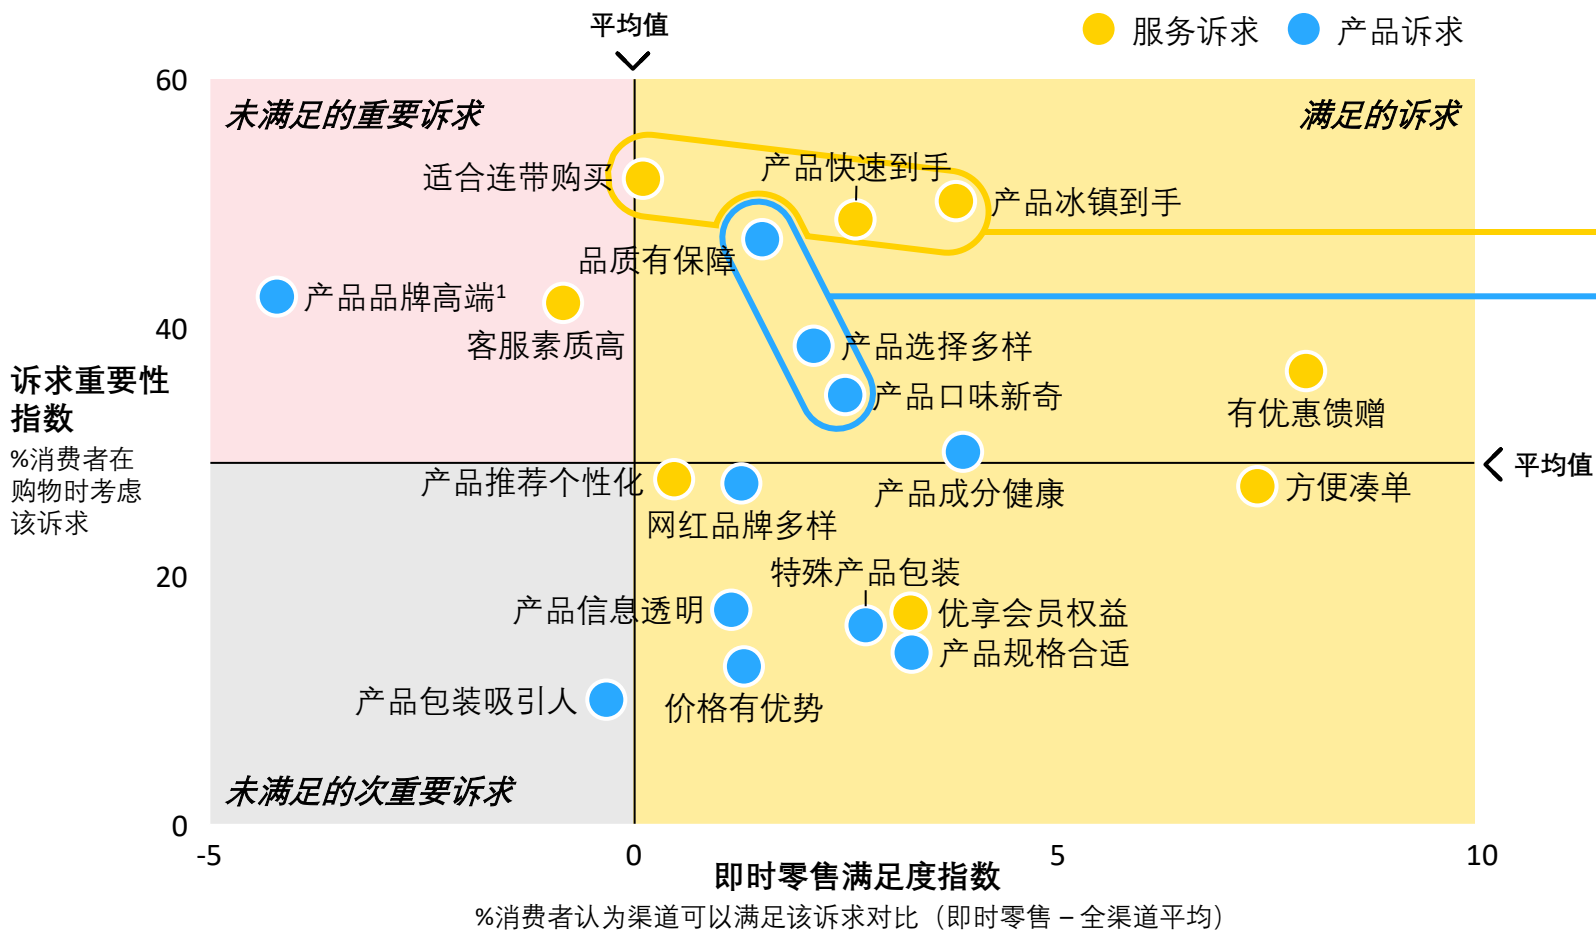 平均值
服务诉求
产品诉求
60
未满足的重要诉求
满足的诉求
适合连带购买
产品快速到手
产品冰镇到手
品质有保障
产品品牌高端¹
客服素质高
40
产品选择多样
产品口味新奇
有优惠馈赠
诉求重要性
指数
%消费者在
购物时考虑
该诉求
平均值
产品推荐个性化
网红品牌多样
产品成分健康
方便凑单
20
特殊产品包装
产品信息透明
优享会员权益
产品规格合适
产品包装吸引人
价格有优势
未满足的次重要诉求
0
-5
0
5
10
即时零售满足度指数
%消费者认为渠道可以满足该诉求对比（即时零售 – 全渠道平均）